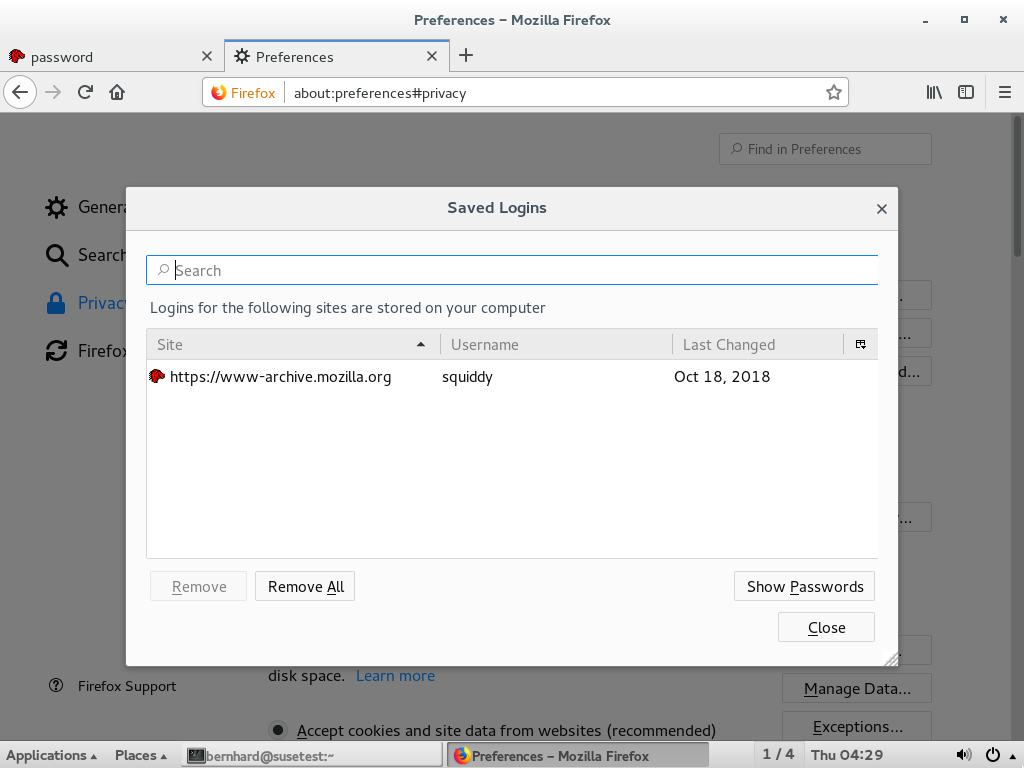 Preferences – Mozilla Firefox
password
Preferences
Firefox
about:preferences#privacy
Find in Preferences
Genera
Search
Privac
Firefo
Saved Logins
Search
Logins for the following sites are stored on your computer
Site Username Last Changed
https://www-archive.mozilla.org squiddy Oct 18, 2018
Remove Remove All Show Passwords
Close
disk space. Learn more
Firefox Support
Manage Data...
Accept cookies and site data from websites (recommended)
Exceptions...
Applications Places bernhard@susetest:~ Preferences – Mozilla Firefox 1 / 4 Thu 04:29